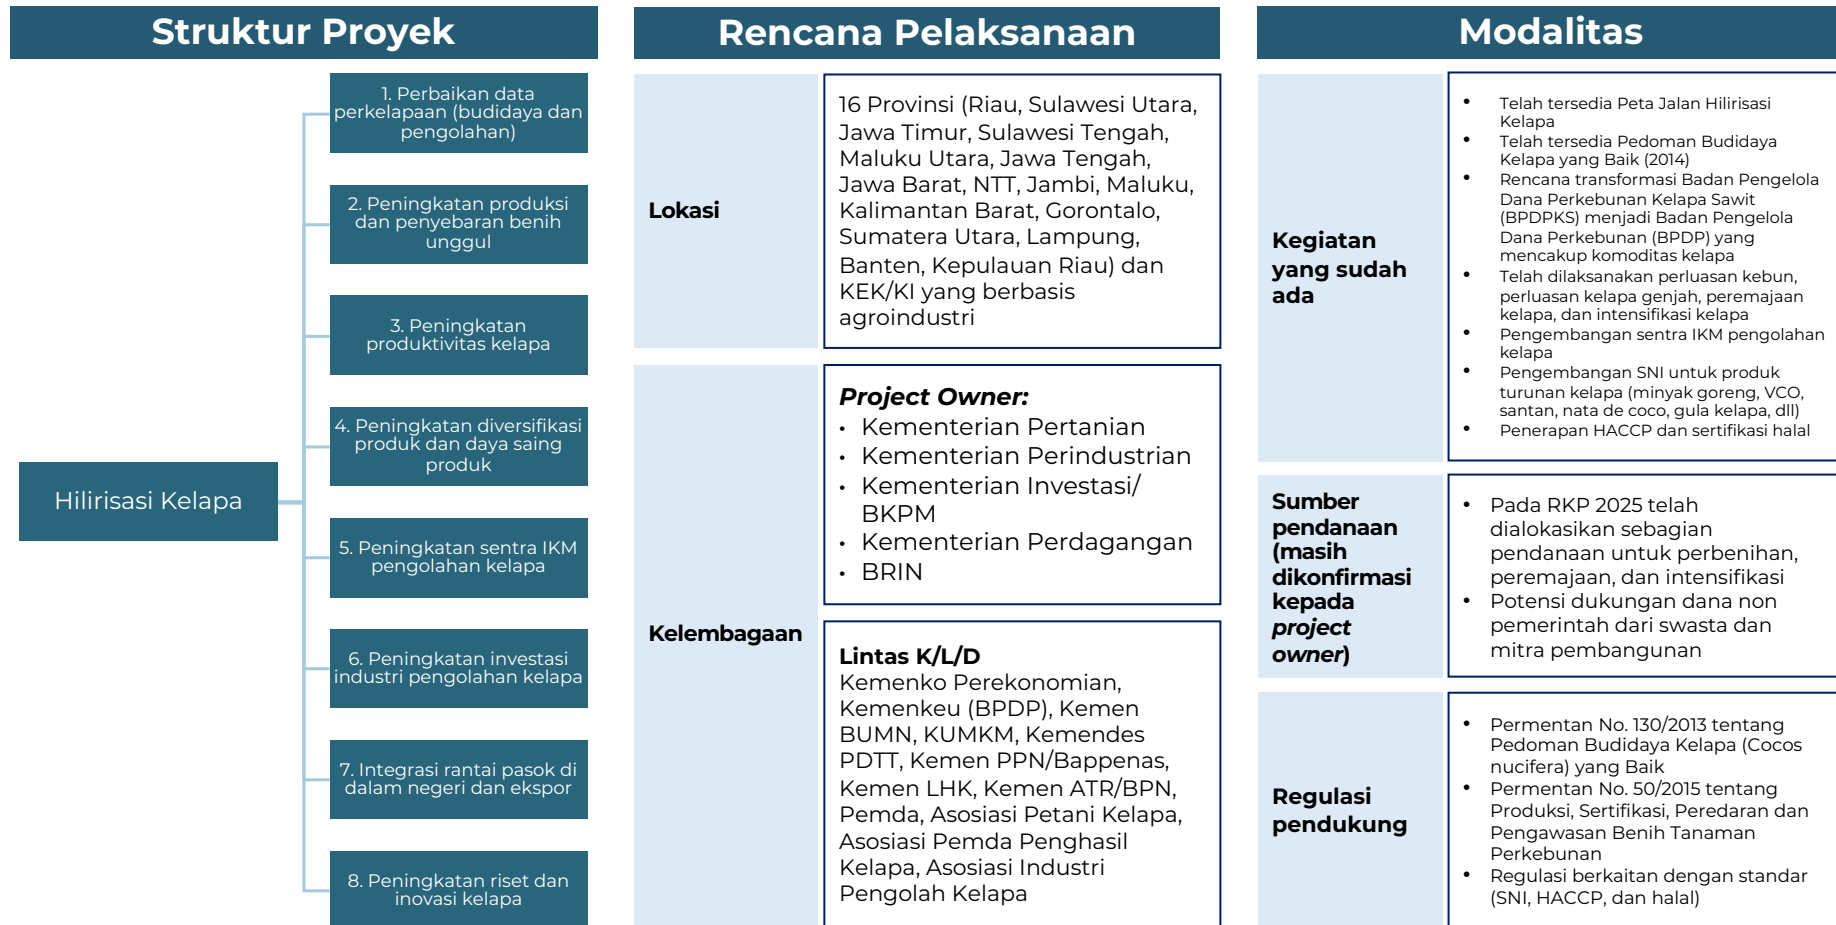 Struktur Proyek
Hilirisasi Kelapa
1. Perbaikan data
perkelapaan (budidaya dan
pengolahan)
2. Peningkatan produksi
dan penyebaran benih
unggul
3. Peningkatan
produktivitas kelapa
4. Peningkatan diversifikasi
produk dan daya saing
produk
5. Peningkatan sentra IKM
pengolahan kelapa
6. Peningkatan investasi
industri pengolahan kelapa
7. Integrasi rantai pasok di
dalam negeri dan ekspor
8. Peningkatan riset dan
inovasi kelapa
Rencana Pelaksanaan
Lokasi
16 Provinsi (Riau, Sulawesi Utara,
Jawa Timur, Sulawesi Tengah,
Maluku Utara, Jawa Tengah,
Jawa Barat, NTT, Jambi, Maluku,
Kalimantan Barat, Gorontalo,
Sumatera Utara, Lampung,
Banten, Kepulauan Riau) dan
KEK/KI yang berbasis
agroindustri
Kelembagaan
Project Owner:
• Kementerian Pertanian
• Kementerian Perindustrian
• Kementerian Investasi/
BKPM
• Kementerian Perdagangan
• BRIN
Lintas K/L/D
Kemenko Perekonomian,
Kemenkeu (BPDP), Kemen
BUMN, KUMKM, Kemendes
PDTT, Kemen PPN/Bappenas,
Kemen LHK, Kemen ATR/BPN,
Pemda, Asosiasi Petani Kelapa,
Asosiasi Pemda Penghasil
Kelapa, Asosiasi Industri
Pengolah Kelapa
Modalitas
Kegiatan
yang sudah
ada
• Telah tersedia Peta Jalan Hilirisasi
Kelapa
• Telah tersedia Pedoman Budidaya
Kelapa yang Baik (2014)
• Rencana transformasi Badan Pengelola
Dana Perkebunan Kelapa Sawit
(BPDPKS) menjadi Badan Pengelola
Dana Perkebunan (BPDP) yang
mencakup komoditas kelapa
• Telah dilaksanakan perluasan kebun,
perluasan kelapa genjah, peremajaan
kelapa, dan intensifikasi kelapa
• Pengembangan sentra IKM pengolahan
kelapa
• Pengembangan SNI untuk produk
turunan kelapa (minyak goreng, VCO,
santan, nata de coco, gula kelapa, dll)
• Penerapan HACCP dan sertifikasi halal
Sumber
pendanaan
(masih
dikonfirmasi
kepada
project
owner)
• Pada RKP 2025 telah
dialokasikan sebagian
pendanaan untuk perbenihan,
peremajaan, dan intensifikasi
• Potensi dukungan dana non
pemerintah dari swasta dan
mitra pembangunan
Regulasi
pendukung
• Permentan No. 130/2013 tentang
Pedoman Budidaya Kelapa (Cocos
nucifera) yang Baik
• Permentan No. 50/2015 tentang
Produksi, Sertifikasi, Peredaran dan
Pengawasan Benih Tanaman
Perkebunan
• Regulasi berkaitan dengan standar
(SNI, HACCP, dan halal)